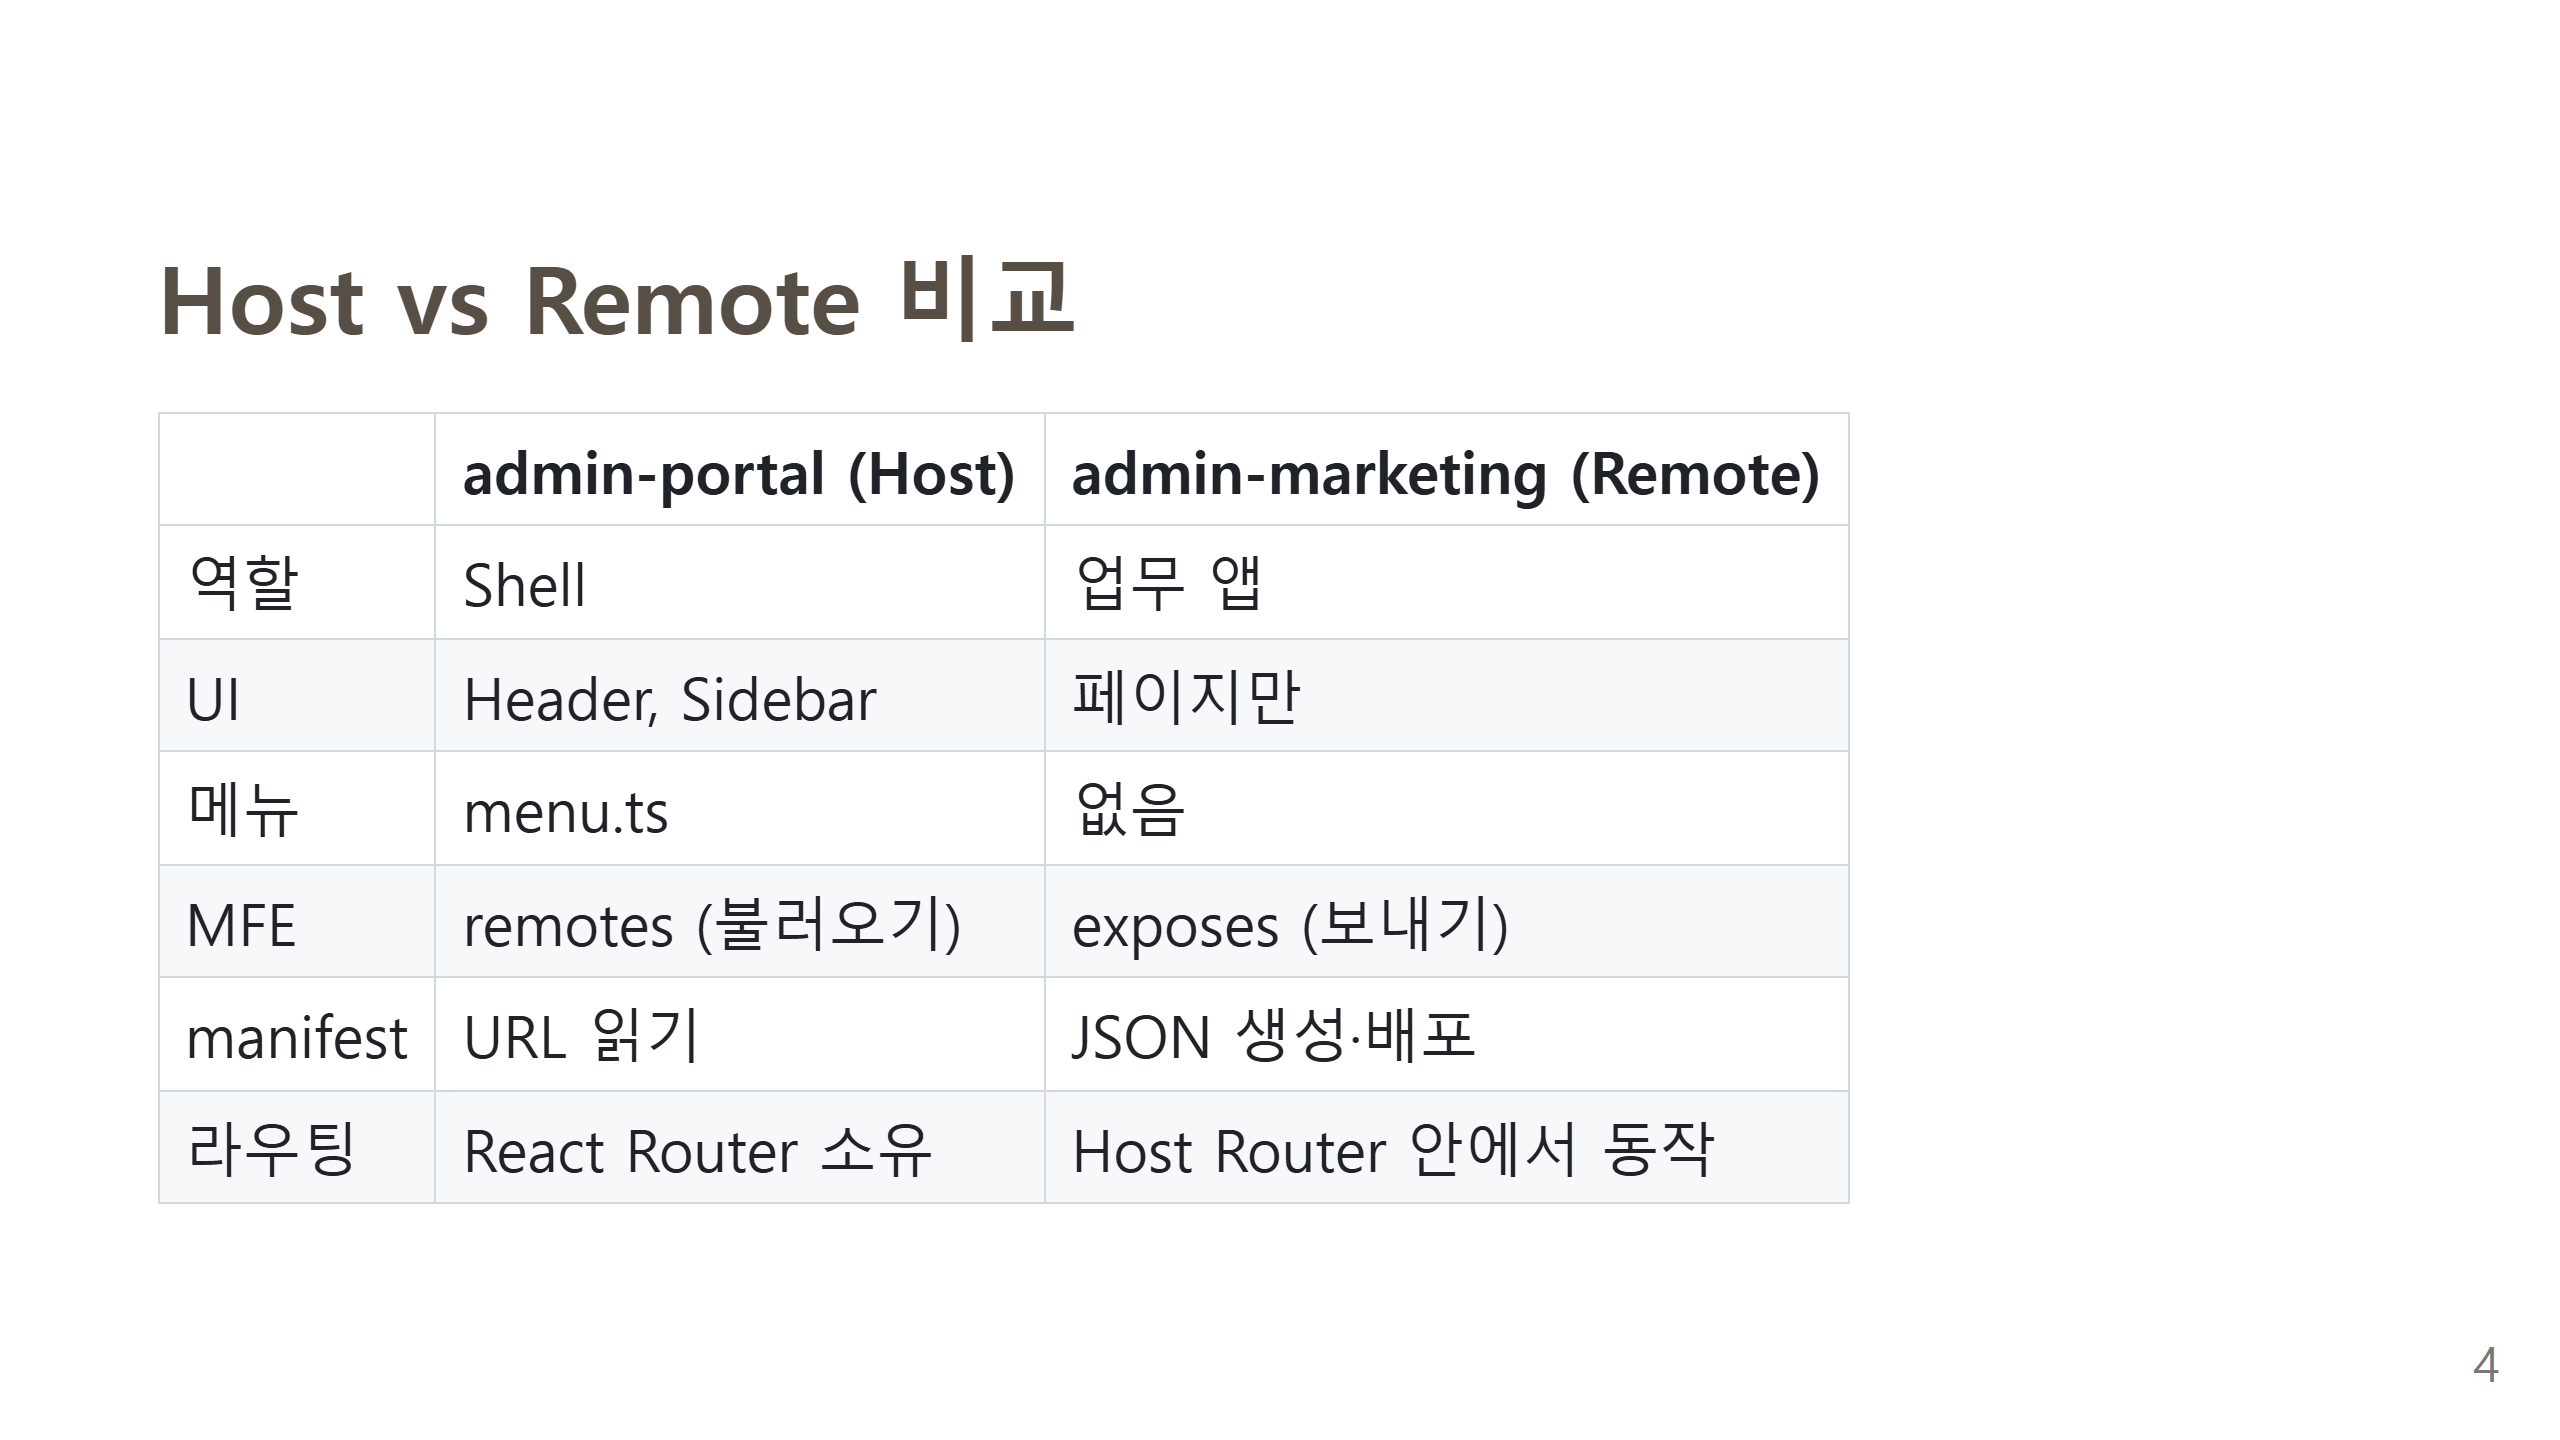 Host vs Remote 비교
admin-portal (Host) admin-marketing (Remote)
역할 Shell 업무 앱
UI Header, Sidebar 페이지만
메뉴 menu.ts 없음
MFE remotes (불러오기) exposes (보내기)
manifest URL 읽기 JSON 생성·배포
라우팅 React Router 소유 Host Router 안에서 동작
4